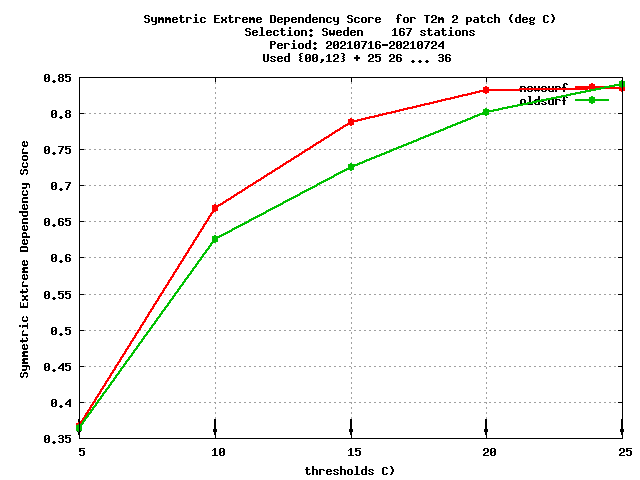 Symmetric Extreme Dependency Score  for T2m 2 patch (deg C)
Selection: Sweden    167 stations
Period: 20210716-20210724
Used {00,12} + 25 26 ... 36
0.85
0.8
0.75
0.7
0.65
0.6
0.55
0.5
0.45
0.4
0.35
Symmetric Extreme Dependency Score
oldsurf
5
10
15
20
25
thresholds C)